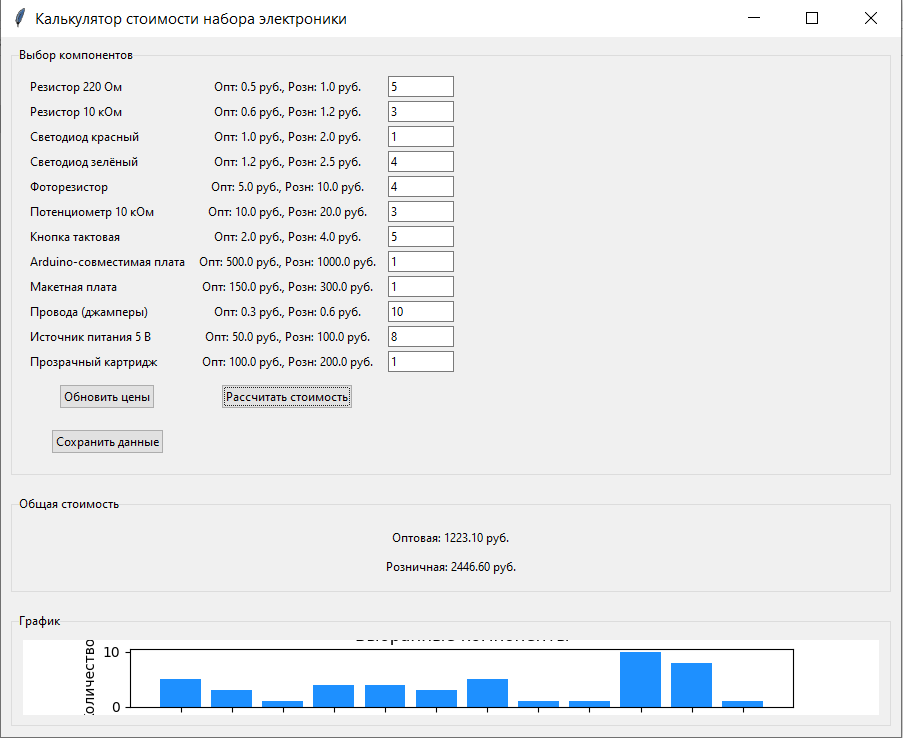 Калькулятор стоимости набора электроники
Выбор компонентов
Резистор 220 Ом Опт: 0.5 руб., Розн: 1.0 руб. 5
Резистор 10 кОм Опт: 0.6 руб., Розн: 1.2 руб. 3
Светодиод красный Опт: 1.0 руб., Розн: 2.0 руб. 1
Светодиод зелёный Опт: 1.2 руб., Розн: 2.5 руб. 4
Фоторезистор Опт: 5.0 руб., Розн: 10.0 руб. 4
Потенциометр 10 кОм Опт: 10.0 руб., Розн: 20.0 руб. 3
Кнопка тактовая Опт: 2.0 руб., Розн: 4.0 руб. 5
Arduino-совместимая плата Опт: 500.0 руб., Розн: 1000.0 руб. 1
Макетная плата Опт: 150.0 руб., Розн: 300.0 руб. 1
Провода (джамперы) Опт: 0.3 руб., Розн: 0.6 руб. 10
Источник питания 5 В Опт: 50.0 руб., Розн: 100.0 руб. 8
Прозрачный картридж Опт: 100.0 руб., Розн: 200.0 руб. 1
Обновить цены Рассчитать стоимость
Сохранить данные
Общая стоимость
Оптовая: 1223.10 руб.
Розничная: 2446.60 руб.
График
10
0